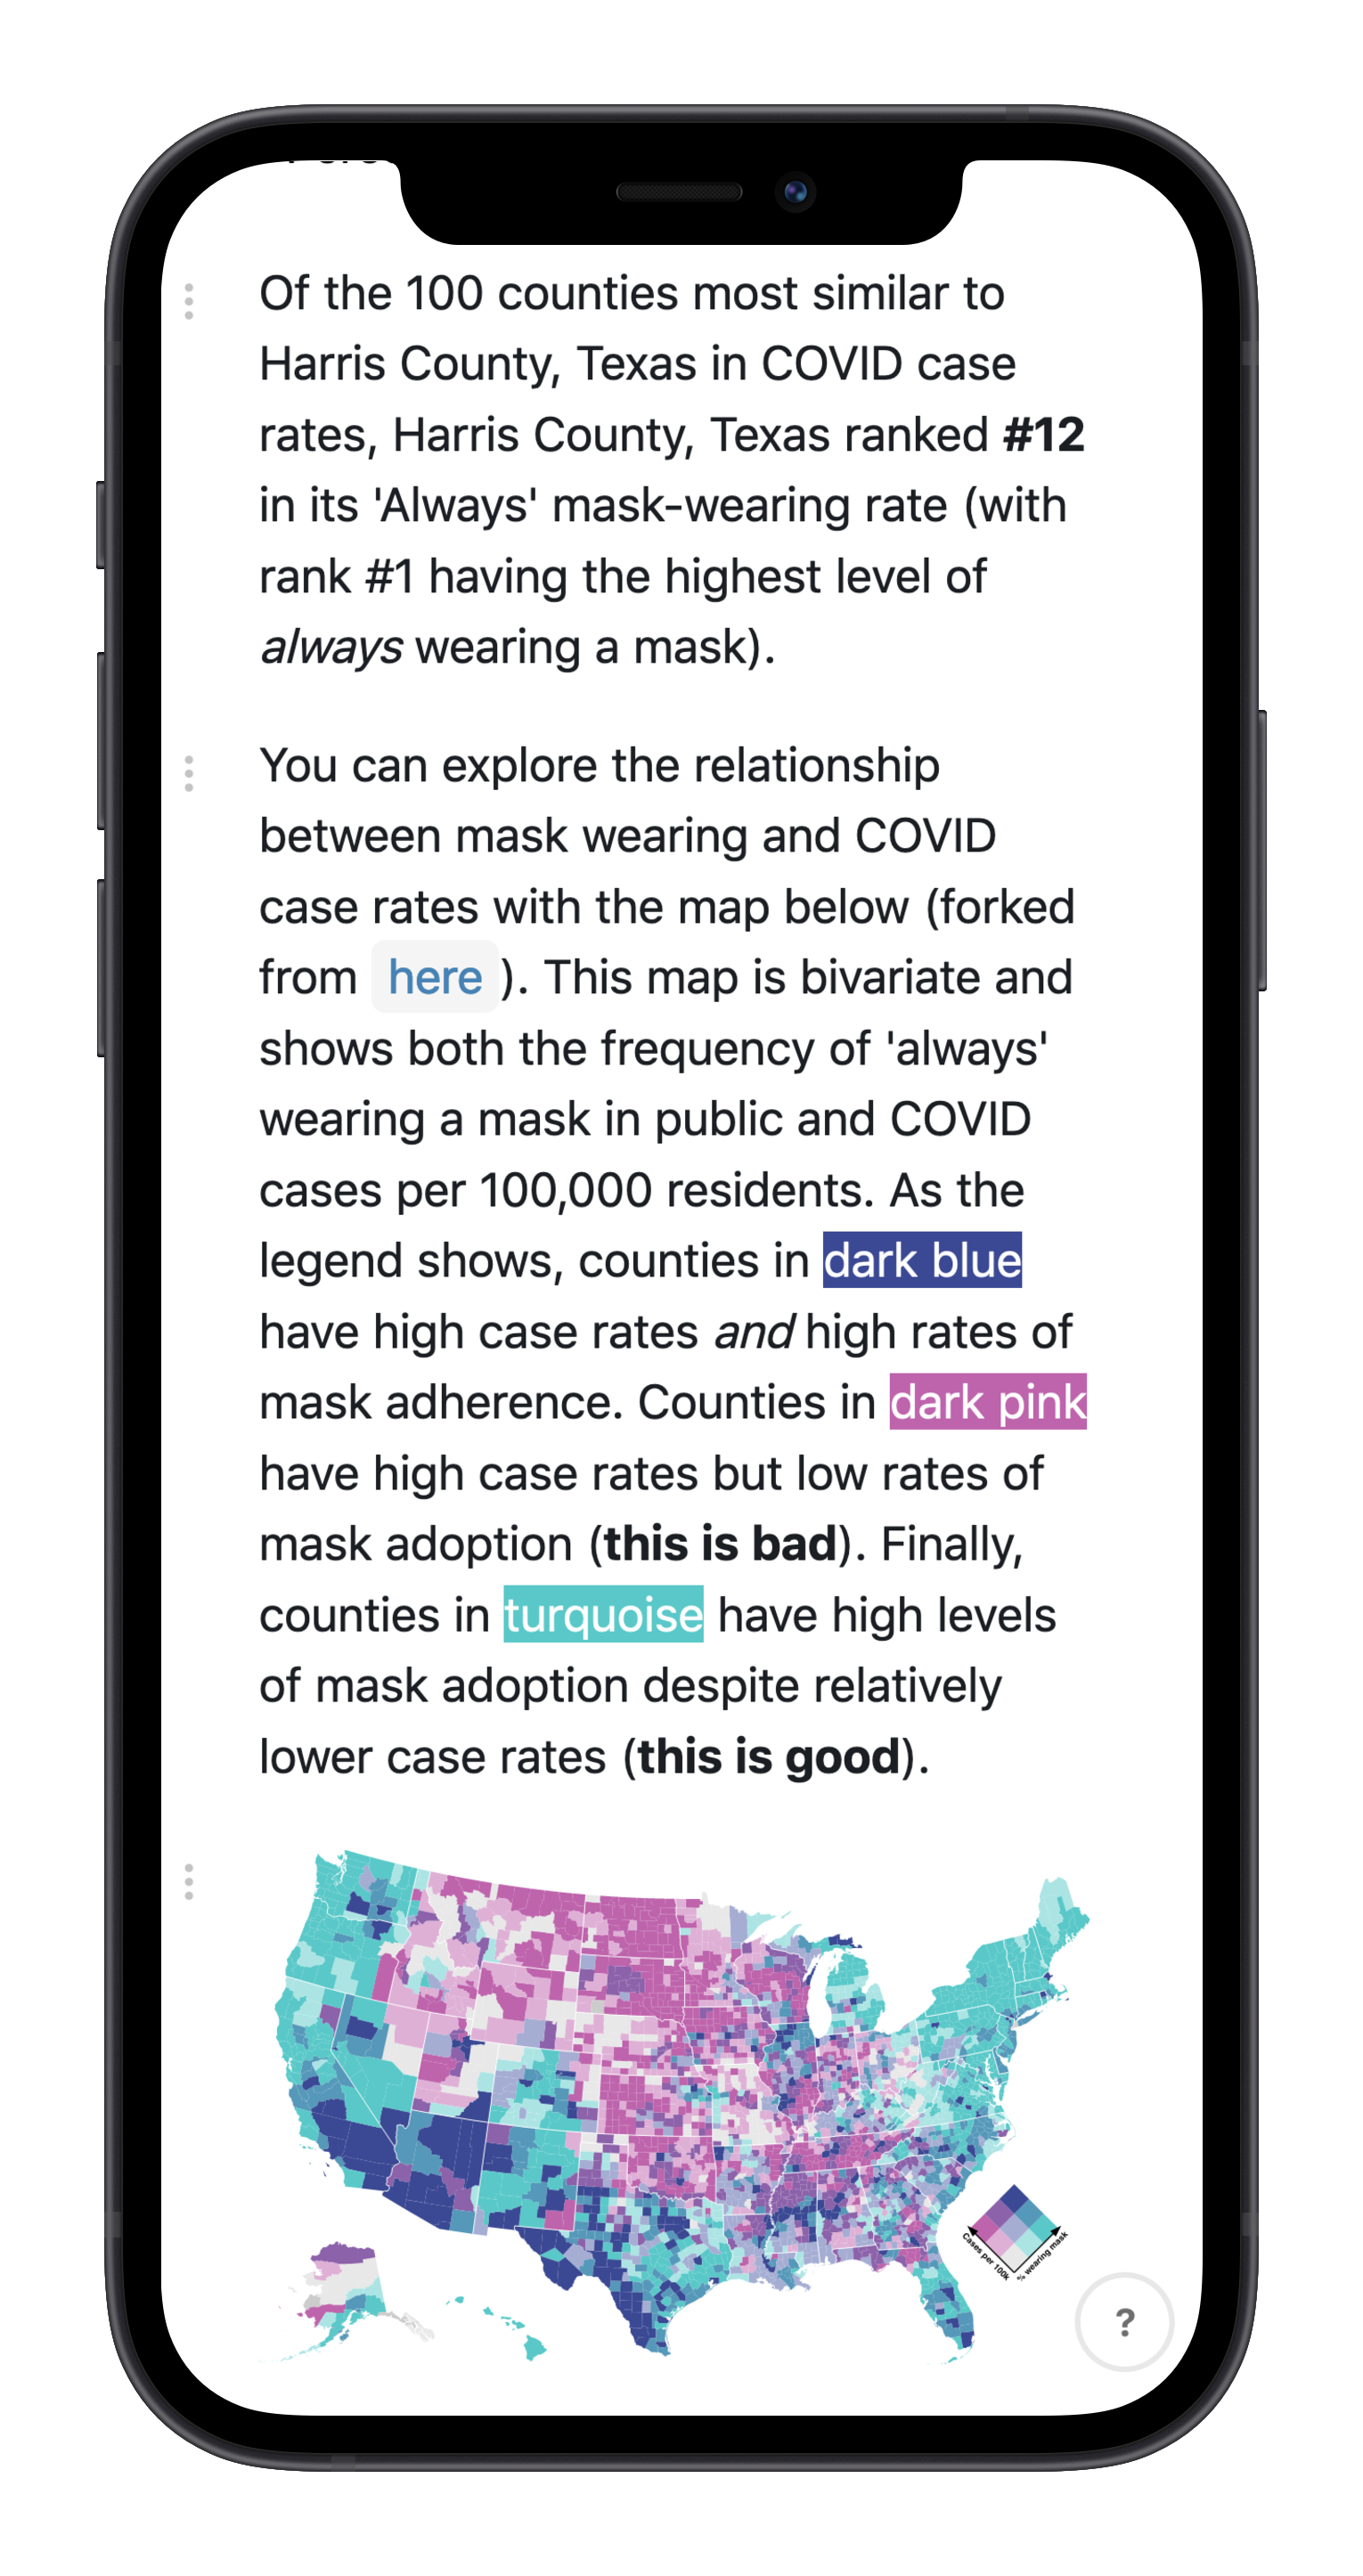 Of the 100 counties most similar to
Harris County, Texas in COVID case
rates, Harris County, Texas ranked #12
in its 'Always' mask-wearing rate (with
rank #1 having the highest level of
always wearing a mask).
You can explore the relationship
between mask wearing and COVID
case rates with the map below (forked
from here ). This map is bivariate and
shows both the frequency of 'always'
wearing a mask in public and COVID
cases per 100,000 residents. As the
legend shows, counties in dark blue
have high case rates and high rates of
mask adherence. Counties in dark pink
have high case rates but low rates of
mask adoption (this is bad). Finally,
counties in turquoise have high levels
of mask adoption despite relatively
lower case rates (this is good).
Cases per 100k
% wearing mask
?